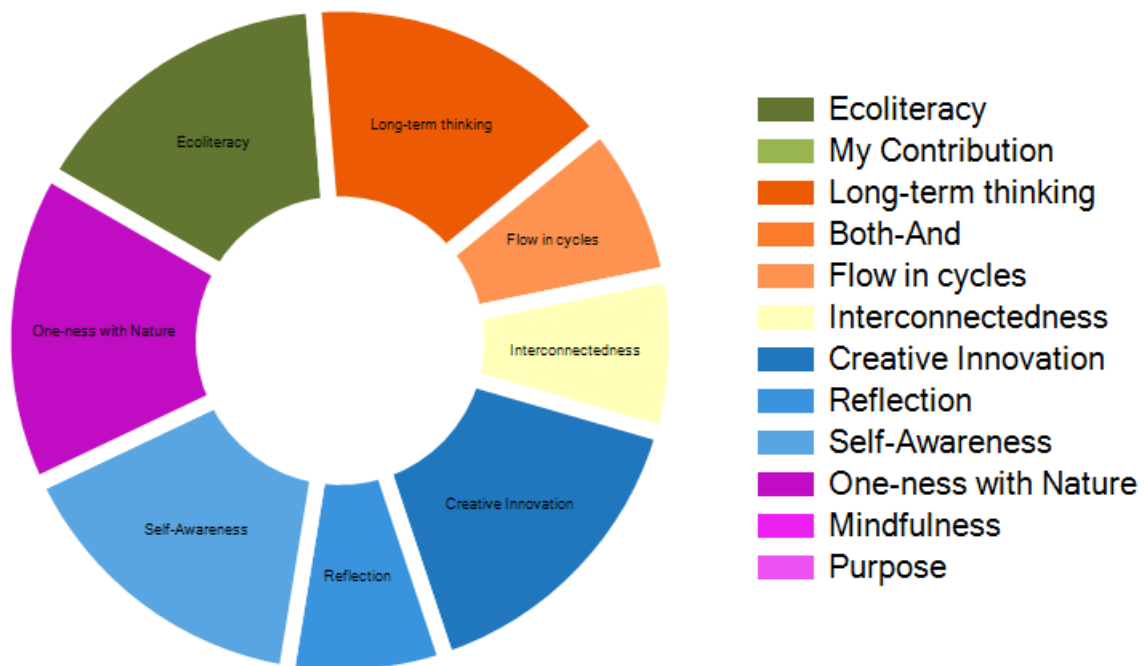 Ecoliteracy
Long-term thinking
Flow in cycles
Interconnectedness
Creative Innovation
Reflection
Self-Awareness
One-ness with Nature
Ecoliteracy
My Contribution
Long-term thinking
Both-And
Flow in cycles
Interconnectedness
Creative Innovation
Reflection
Self-Awareness
One-ness with Nature
Mindfulness
Purpose